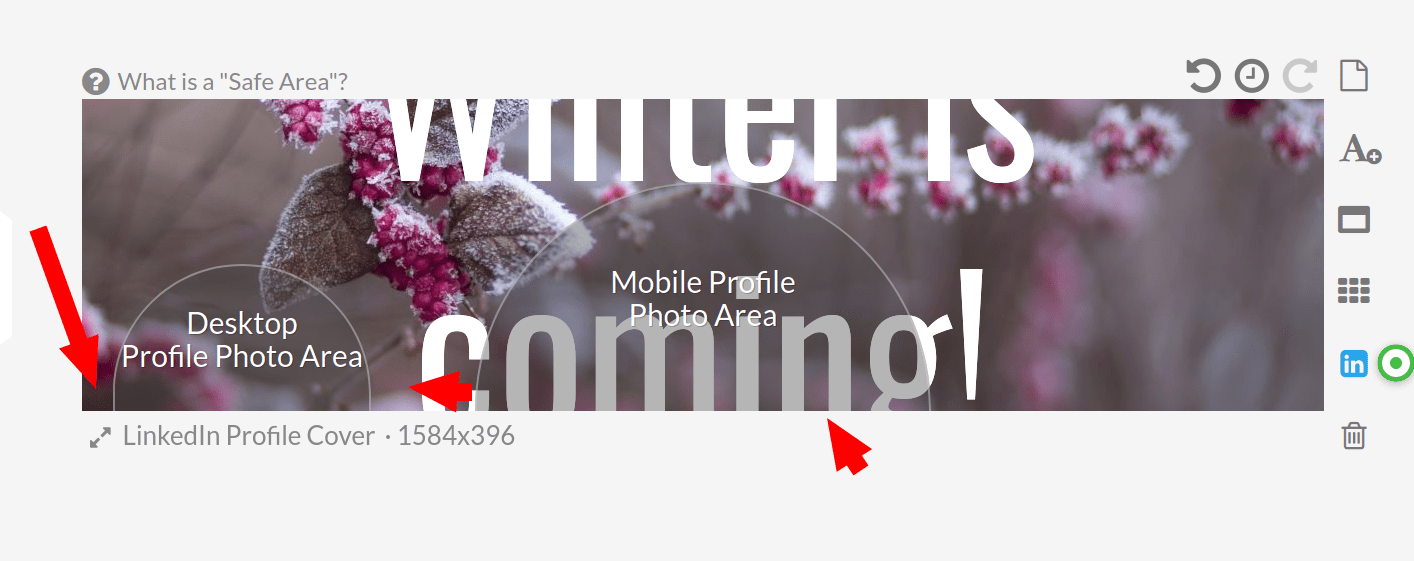 What is a "Safe Area"?
Winter is
Mobile Profile
Photo Area
Desktop
Profile Photo Area
coming!
LinkedIn Profile Cover · 1584x396
A
in